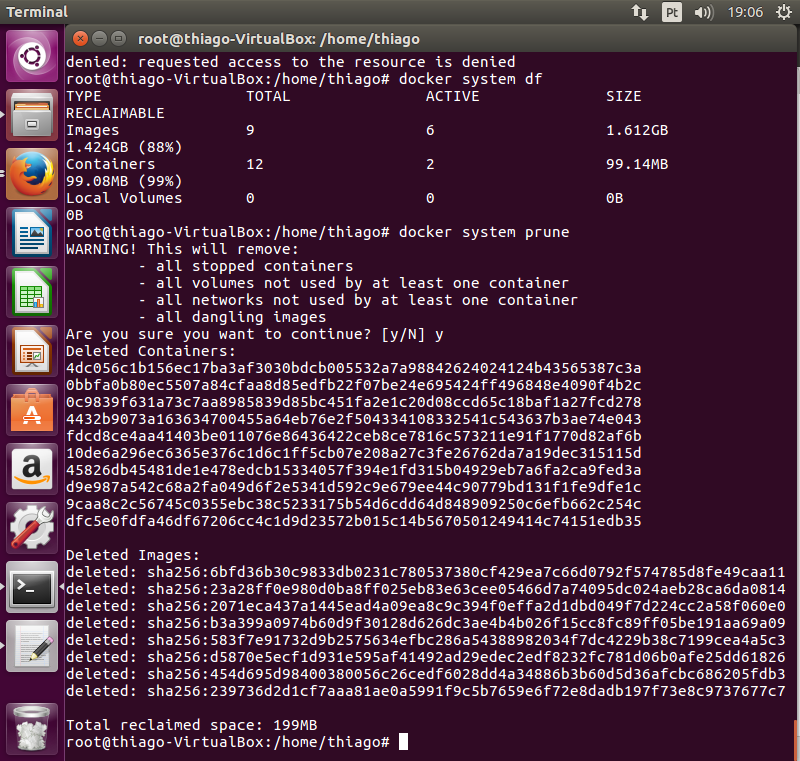 Terminal
Pt
19:06
root@thiago-VirtualBox: /home/thiago
denied: requested access to the resource is denied
root@thiago-VirtualBox:/home/thiago# docker system df
TYPE TOTAL ACTIVE SIZE
RECLAIMABLE
Images 9 6 1.612GB
1.424GB (88%)
Containers 12 2 99.14MB
99.08MB (99%)
Local Volumes 0 0 0B
0B
root@thiago-VirtualBox:/home/thiago# docker system prune
WARNING! This will remove:
- all stopped containers
- all volumes not used by at least one container
- all networks not used by at least one container
- all dangling images
Are you sure you want to continue? [y/N] y
Deleted Containers:
4dc056c1b156ec17ba3af3030bdcb005532a7a98842624024124b43565387c3a
0bbfa0b80ec5507a84cfaa8d85edfb22f07be24e695424ff496848e4090f4b2c
0c9839f631a73c7aa8985839d85bc451fa2e1c20d08ccd65c18baf1a27fcd278
4432b9073a163634700455a64eb76e2f504334108332541c543637b3ae74e043
fdcd8ce4aa41403be011076e86436422ceb8ce7816c573211e91f1770d82af6b
10de6a296ec6365e376c1d6c1ff5cb07e208a27c3fe26762da7a19dec315115d
45826db45481de1e478edcb15334057f394e1fd315b04929eb7a6fa2ca9fed3a
d9e987a542c68a2fa049d6f2e5341d592c9e679ee44c90779bd131f1fe9dfe1c
9caa8c2c56745c0355ebc38c5233175b54d6cdd64d848909250c6efb662c254c
dfc5e0fdfa46df67206cc4c1d9d23572b015c14b5670501249414c74151edb35
Deleted Images:
deleted: sha256:6bfd36b30c9833db0231c780537380cf429ea7c66d0792f574785d8fe49caa11
deleted: sha256:23a28ff0e980d0ba8ff025eb83e63cee05466d7a74095dc024aeb28ca6da0814
deleted: sha256:2071eca437a1445ead4a09ea8c9c394f0effa2d1dbd049f7d224cc2a58f060e0
deleted: sha256:b3a399a0974b60d9f30128d626dc3ae4b4b026f15cc8fc89ff05be191aa69a09
deleted: sha256:583f7e91732d9b2575634efbc286a54388982034f7dc4229b38c7199cea4a5c3
deleted: sha256:d5870e5ecf1d931e595af41492ad29edec2edf8232fc781d06b0afe25dd61826
deleted: sha256:454d695d98400380056c26cedf6028dd4a34886b3b60d5d36afcbc686205fdb3
deleted: sha256:239736d2d1cf7aaa81ae0a5991f9c5b7659e6f72e8dadb197f73e8c9737677c7
Total reclaimed space: 199MB
root@thiago-VirtualBox:/home/thiago#